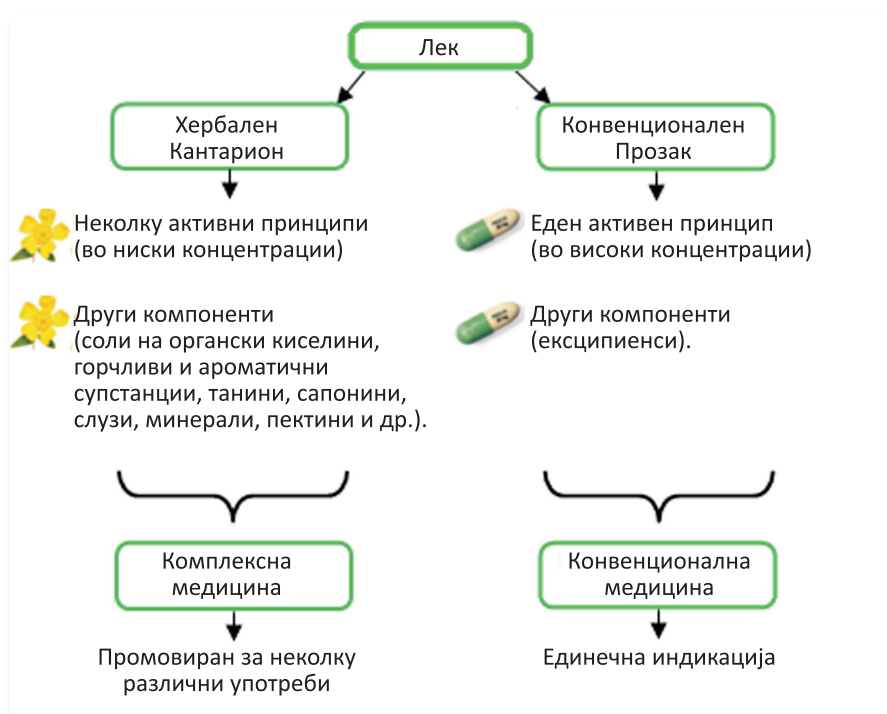 Лек
Хербален
Кантарион
Конвенционален
Прозак
Неколку активни принципи
(во ниски концентрации)
Еден активен принцип
(во високи концентрации)
Други компоненти
(соли на органски киселини,
горчливи и ароматични
супстанции, танини, сапонини,
слузи, минерали, пектини и др.).
Други компоненти
(ексципиенси).
Комплексна
медицина
Конвенционална
медицина
Промовиран за неколку
различни употреби
Единечна индикација